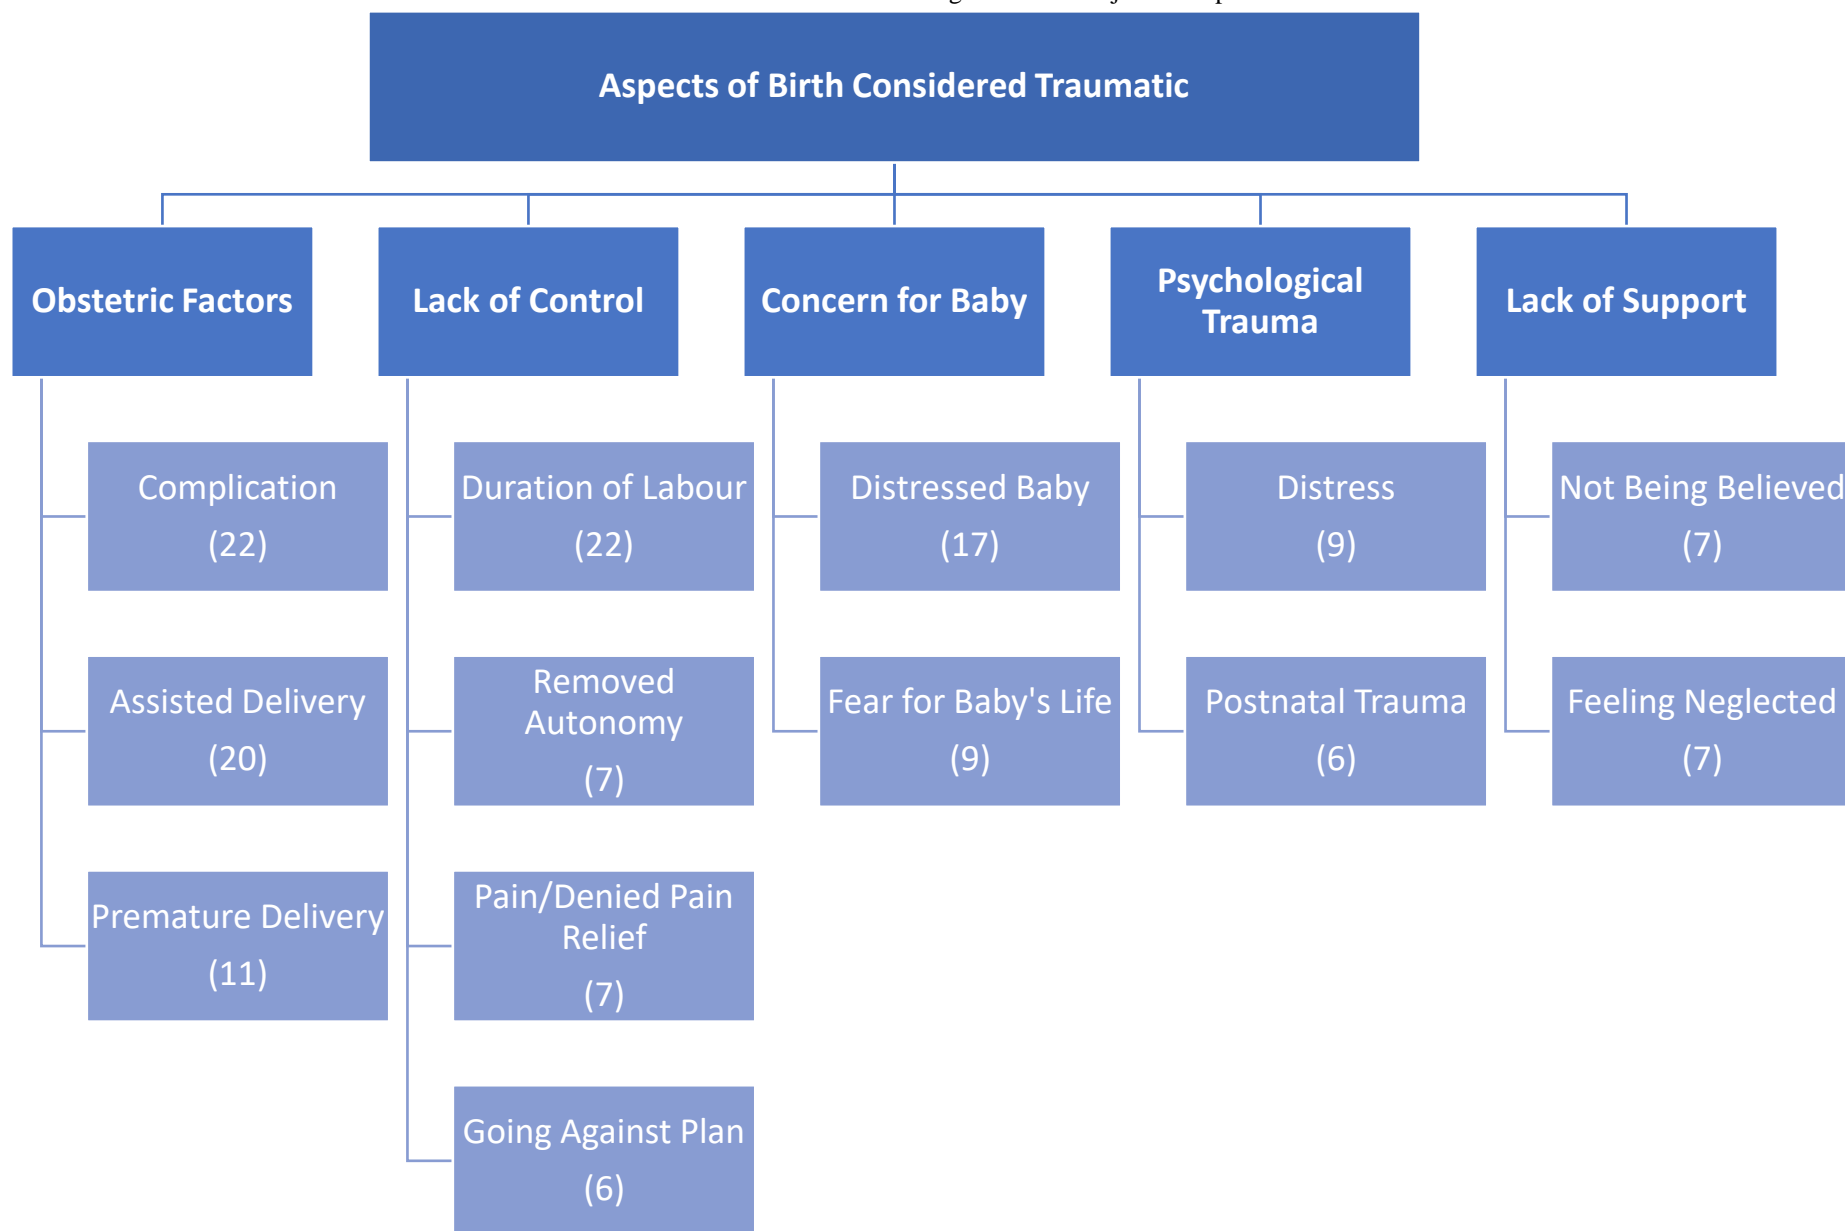 Aspects of Birth Considered Traumatic
Obstetric Factors
Lack of Control
Concern for Baby
Psychological
Trauma
Lack of Support
Complication
(22)
Assisted Delivery
(20)
Premature Delivery
(11)
Duration of Labour
(22)
Removed
Autonomy
(7)
Pain/Denied Pain
Relief
(7)
Going Against Plan
(6)
Distressed Baby
(17)
Fear for Baby's Life
(9)
Distress
(9)
Postnatal Trauma
(6)
Not Being Believed
(7)
Feeling Neglected
(7)